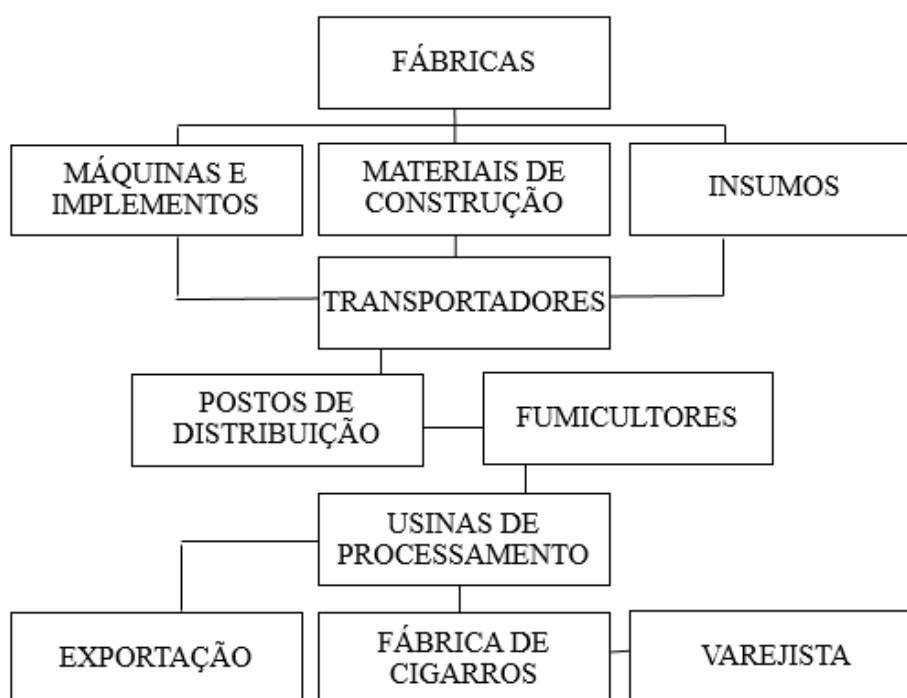 FÁBRICAS
MÁQUINAS E
IMPLEMENTOS
MATERIAIS DE
CONSTRUÇÃO
INSUMOS
TRANSPORTADORES
POSTOS DE
DISTRIBUIÇÃO
FUMICULTORES
USINAS DE
PROCESSAMENTO
EXPORTAÇÃO
FÁBRICA DE
CIGARROS
VAREJISTA